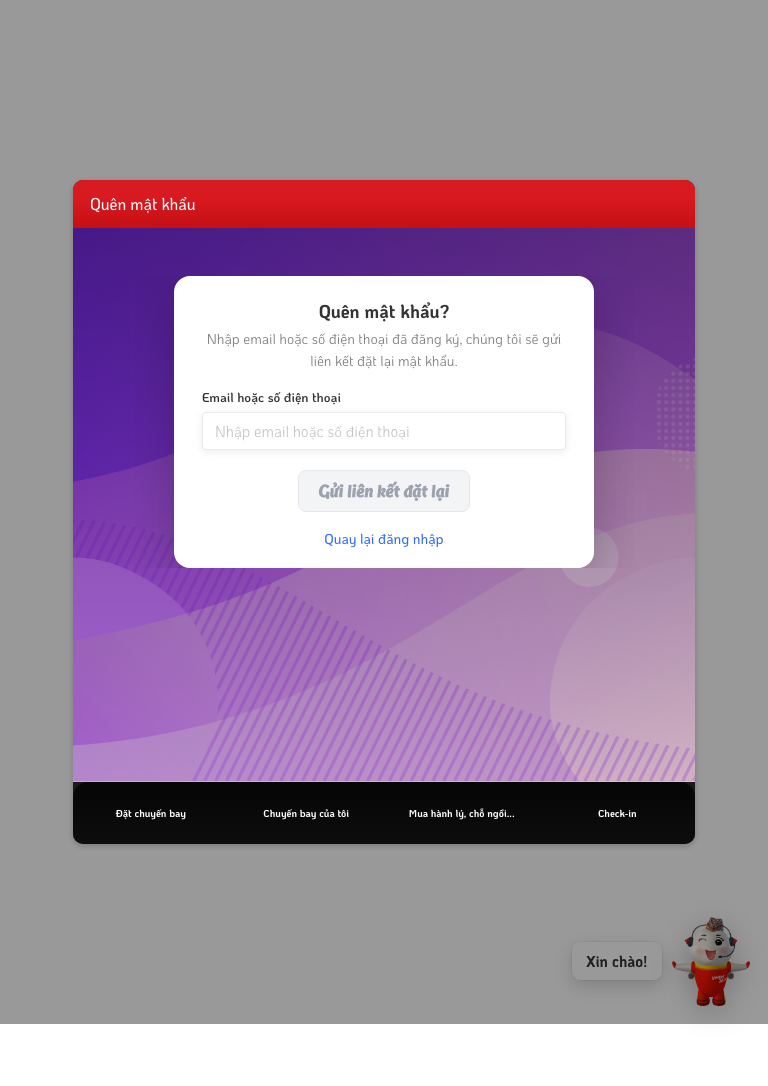 Quên mật khẩu
Quên mật khẩu?
Nhập email hoặc số điện thoại đã đăng ký, chúng tôi sẽ gửi
liên kết đặt lại mật khẩu.
Email hoặc số điện thoại
Nhập email hoặc số điện thoại
Gửi liên kết đặt lại
Quay lại đăng nhập
Đặt chuyến bay
Chuyến bay của tôi
Mua hành lý, chỗ ngồi...
Check-in
Xin chào!